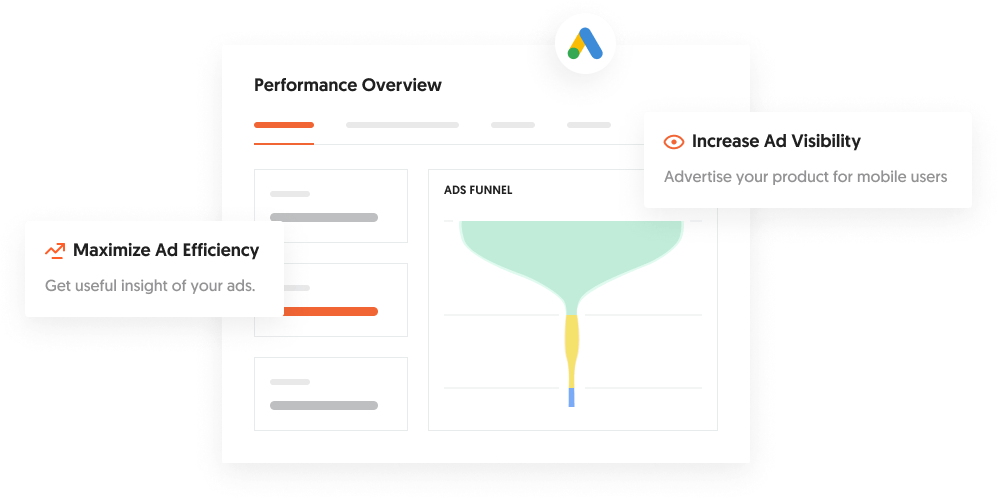 Performance Overview
Increase Ad Visibility
Advertise your product for mobile users
ADS FUNNEL
Maximize Ad Efficiency
Get useful insight of your ads.